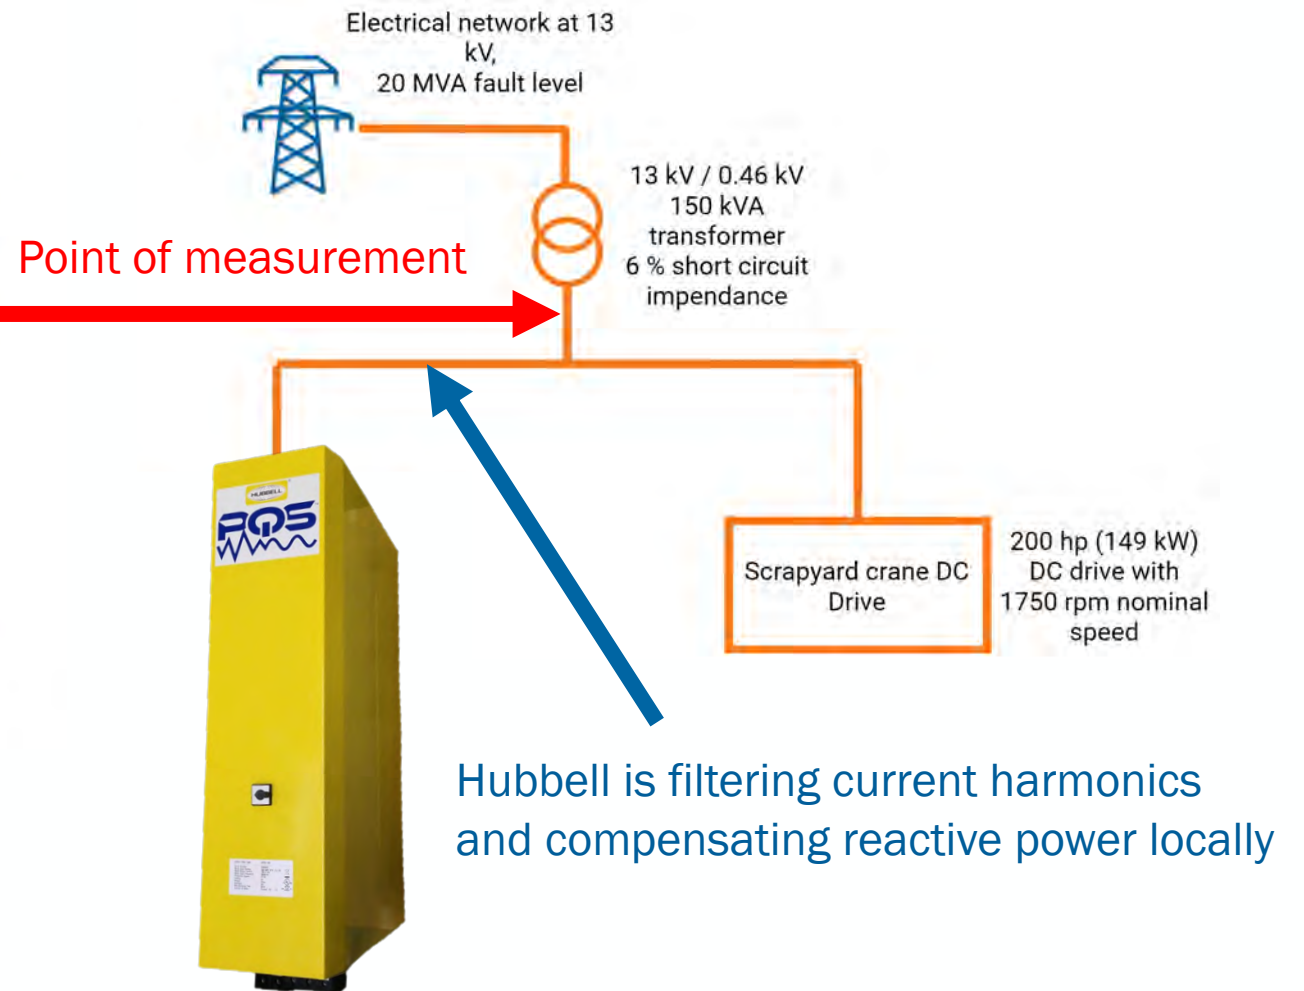 Electrical network at 13
kV,
20 MVA fault level
13 kV / 0.46 kV
150 kVA
transformer
6 % short circuit
impendance
Point of measurement
HUBBELL
PQS
Scrapyard crane DC
Drive
200 hp (149 kW)
DC drive with
1750 rpm nominal
speed
Hubbell is filtering current harmonics
and compensating reactive power locally